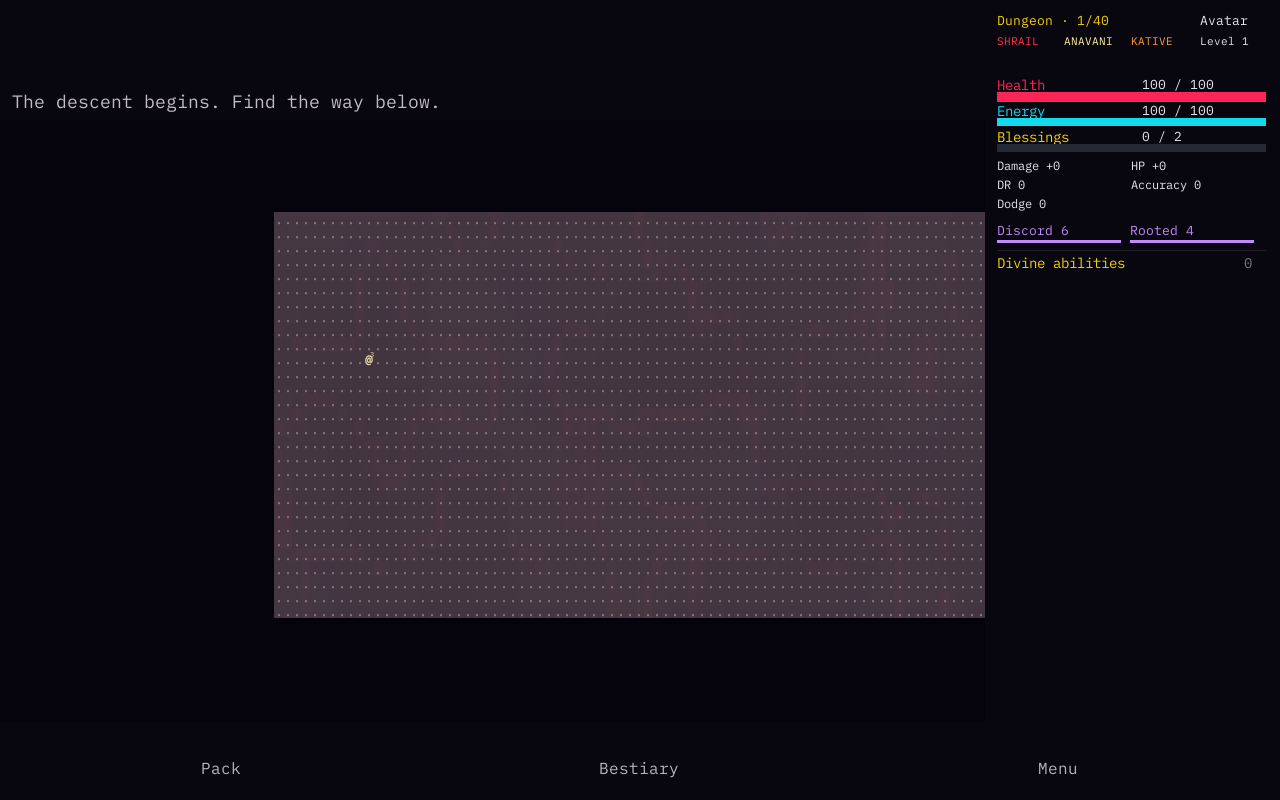 Dungeon · 1/40 Avatar
SHRAIL ANAVANI KATIVE Level 1
The descent begins. Find the way below.
Health 100 / 100
Energy 100 / 100
Blessings 0 / 2
Damage +0 HP +0
DR 0 Accuracy 0
Dodge 0
Discord 6 Rooted 4
Divine abilities 0
@
Pack Bestiary Menu